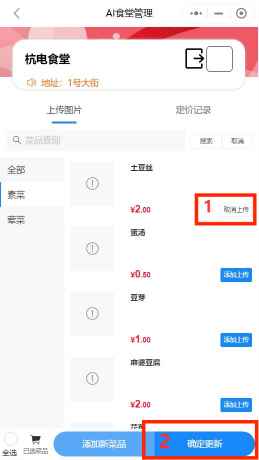 AI食堂管理
杭电食堂
地址：1号大街
上传图片
定价记录
菜品查询
搜索
取消
全部
素菜
荤菜
土豆丝
¥2.00
1
取消上传
蛋汤
¥0.50
添加上传
豆芽
¥1.00
添加上传
麻婆豆腐
¥2.00
添加上传
全选
已选菜品
添加新菜品
2
确定更新